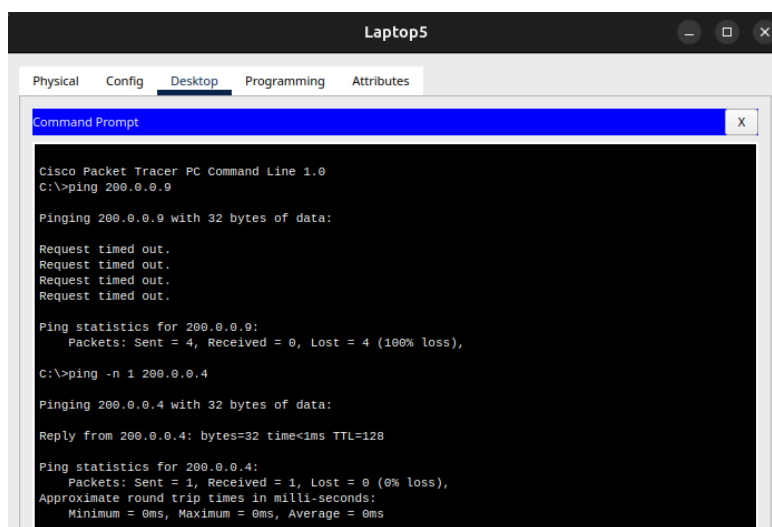 Laptop5
Physical Config Desktop Programming Attributes
Command Prompt X
Cisco Packet Tracer PC Command Line 1.0
C:\>ping 200.0.0.9
Pinging 200.0.0.9 with 32 bytes of data:
Request timed out.
Request timed out.
Request timed out.
Request timed out.
Ping statistics for 200.0.0.9:
Packets: Sent = 4, Received = 0, Lost = 4 (100% loss),
C:\>ping -n 1 200.0.0.4
Pinging 200.0.0.4 with 32 bytes of data:
Reply from 200.0.0.4: bytes=32 time<1ms TTL=128
Ping statistics for 200.0.0.4:
Packets: Sent = 1, Received = 1, Lost = 0 (0% loss),
Approximate round trip times in milli-seconds:
Minimum = 0ms, Maximum = 0ms, Average = 0ms